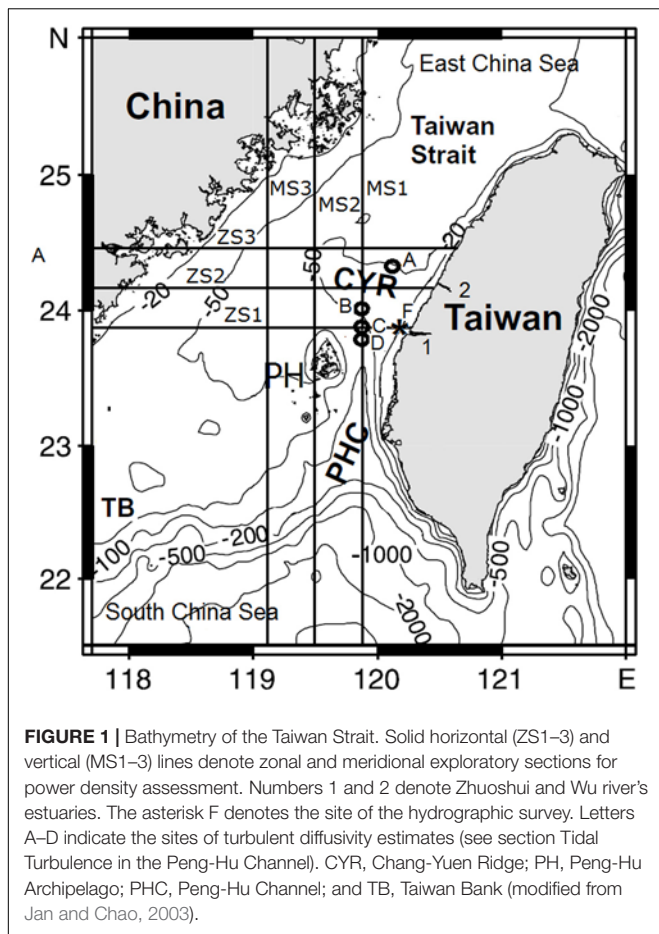 N
East China Sea
China
Taiwan
Strait
25
MS3
MS2
MS1
ZS3
A
-20
A
-50
CYR
ZS2
2
-20
-50
B
F
Taiwan
-2000
24
ZS1
C
*
D
1
PH
-1000
23
PHC
TB
-100
-200
-500
-1000
-500
22
South China Sea
-2000
118
119
120
121
E
FIGURE 1 | Bathymetry of the Taiwan Strait. Solid horizontal (ZS1–3) and
vertical (MS1–3) lines denote zonal and meridional exploratory sections for
power density assessment. Numbers 1 and 2 denote Zhuoshui and Wu river's
estuaries. The asterisk F denotes the site of the hydrographic survey. Letters
A–D indicate the sites of turbulent diffusivity estimates (see section Tidal
Turbulence in the Peng-Hu Channel). CYR, Chang-Yuen Ridge; PH, Peng-Hu
Archipelago; PHC, Peng-Hu Channel; and TB, Taiwan Bank (modified from
Jan and Chao, 2003).